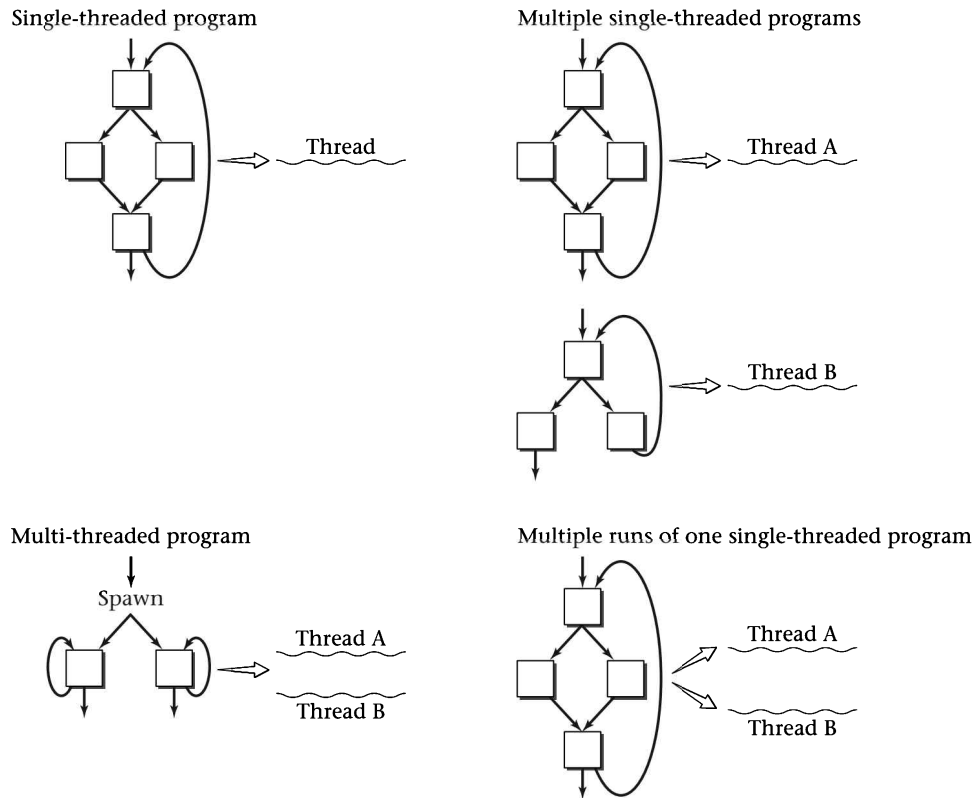 Single-threaded program
Thread
Multiple single-threaded programs
Thread A
Thread B
Multi-threaded program
Spawn
Thread A
Thread B
Multiple runs of one single-threaded program
Thread A
Thread B